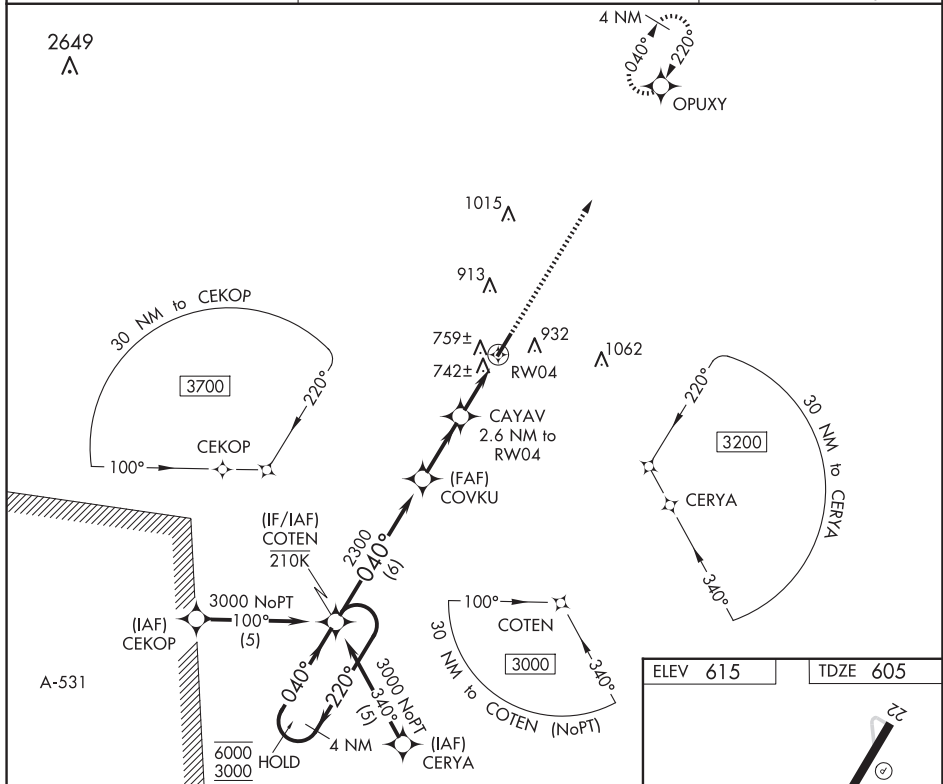 2649
4 NM
040°
220°
OPUXY
1015
913
30 NM to CEKOP
3700
220°
CEKOP
100°
759±
742±
932
1062
RW04
CAYAV
2.6 NM to
RW04
(FAF)
COVKU
220°
3200
30 NM to CERYA
CERYA
340°
(IF/IAF)
COTEN
210K
2300
040°
(6)
3000 NoPT
100°
(5)
(IAF)
CEKOP
100°
COTEN
3000
340°
30 NM to COTEN (NoPT)
A-531
040°
220°
3000 NoPT
340°
(5)
6000
3000
HOLD
4 NM
(IAF)
CERYA
ELEV 615
TDZE 605
22
P